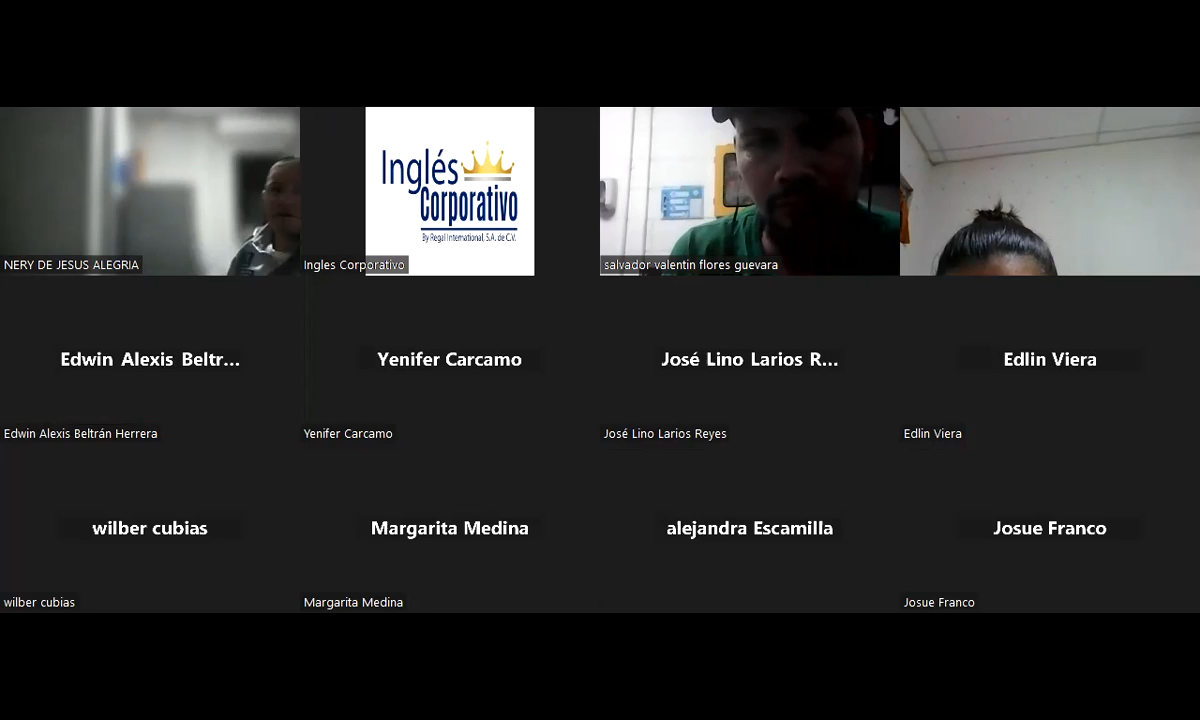 Inglés
Corporativo
By Regal International, S.A. de C.V.
NERY DE JESUS ALEGRIA
Ingles Corporativo
salvador valentin flores guevara
Edwin Alexis Beltr...
Yenifer Carcamo
José Lino Larios R...
Edlin Viera
Edwin Alexis Beltrán Herrera
Yenifer Carcamo
José Lino Larios Reyes
Edlin Viera
wilber cubias
Margarita Medina
alejandra Escamilla
Josue Franco
wilber cubias
Margarita Medina
Josue Franco